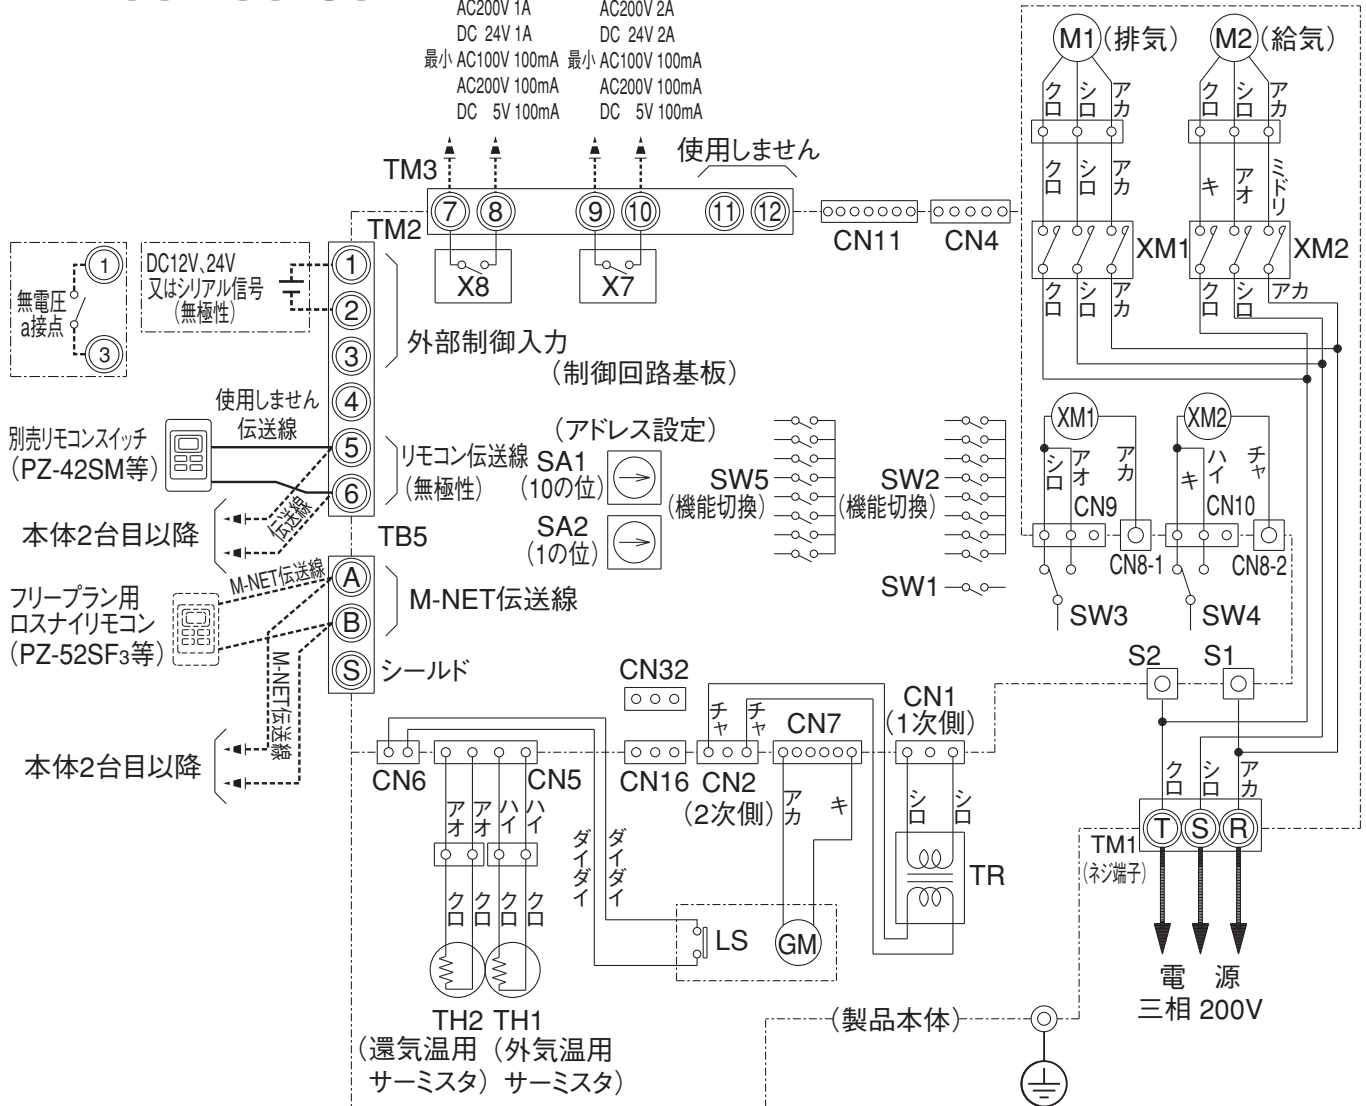 AC200V 1A
DC 24V 1A
最小 AC100V 100mA
AC200V 100mA
DC 5V 100mA
AC200V 2A
DC 24V 2A
最小 AC100V 100mA
AC200V 100mA
DC 5V 100mA
M1 (排気)
M2 (給気)
クロ シロ アカ
クロ シロ アカ
クロ シロ アカ
キ アオ ミドリ
XM1
XM2
クロ シロ アカ
クロ シロ アカ
TM3
7 8 9 10 11 12
使用しません
CN11
CN4
X8
X7
TM2
1
2
3
4
5
6
無電圧
a接点
1
3
DC12V、24V
又はシリアル信号
(無極性)
外部制御入力
(制御回路基板)
使用しません
伝送線
別売リモコンスイッチ
(PZ-42SM等)
リモコン伝送線
(無極性)
伝送線
本体2台目以降
(アドレス設定)
SA1
(10の位)
SA2
(1の位)
SW5
(機能切換)
SW2
(機能切換)
SW1
XM1
XM2
シロ アオ アカ
キ ハイ チャ
CN9
CN10
CN8-1
CN8-2
SW3
SW4
TB5
A
B
S
M-NET伝送線
M-NET伝送線
シールド
フリープラン用
ロスナイリモコン
(PZ-52SF3等)
M-NET伝送線
本体2台目以降
S2
S1
CN32
CN6
CN5
CN16
チャ チャ
CN2
(2次側)
CN7
CN1
(1次側)
アオ アオ ハイ ハイ
クロ クロ クロ クロ
ダイダイ ダイダイ
アカ キ
シロ シロ
TR
LS
GM
クロ シロ アカ
TM1
(ネジ端子)
T S R
電 源
三相 200V
TH2
(還気温用
サーミスタ)
TH1
(外気温用
サーミスタ)
(製品本体)